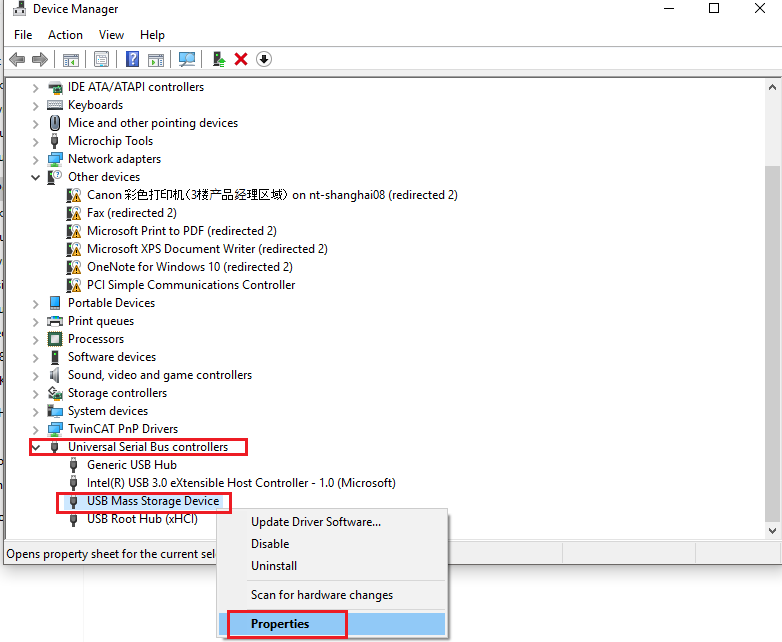 Device Manager
File Action View Help
IDE ATA/ATAPI controllers
Keyboards
Mice and other pointing devices
Microchip Tools
Network adapters
Other devices
Canon 彩色打印机(3楼产品经理区域) on nt-shanghai08 (redirected 2)
Fax (redirected 2)
Microsoft Print to PDF (redirected 2)
Microsoft XPS Document Writer (redirected 2)
OneNote for Windows 10 (redirected 2)
PCI Simple Communications Controller
Portable Devices
Print queues
Processors
Software devices
Sound, video and game controllers
Storage controllers
System devices
TwinCAT PnP Drivers
Universal Serial Bus controllers
Generic USB Hub
Intel(R) USB 3.0 eXtensible Host Controller - 1.0 (Microsoft)
USB Mass Storage Device
USB Root Hub (xHCI)
Update Driver Software...
Disable
Uninstall
Scan for hardware changes
Properties
Opens property sheet for the current sel